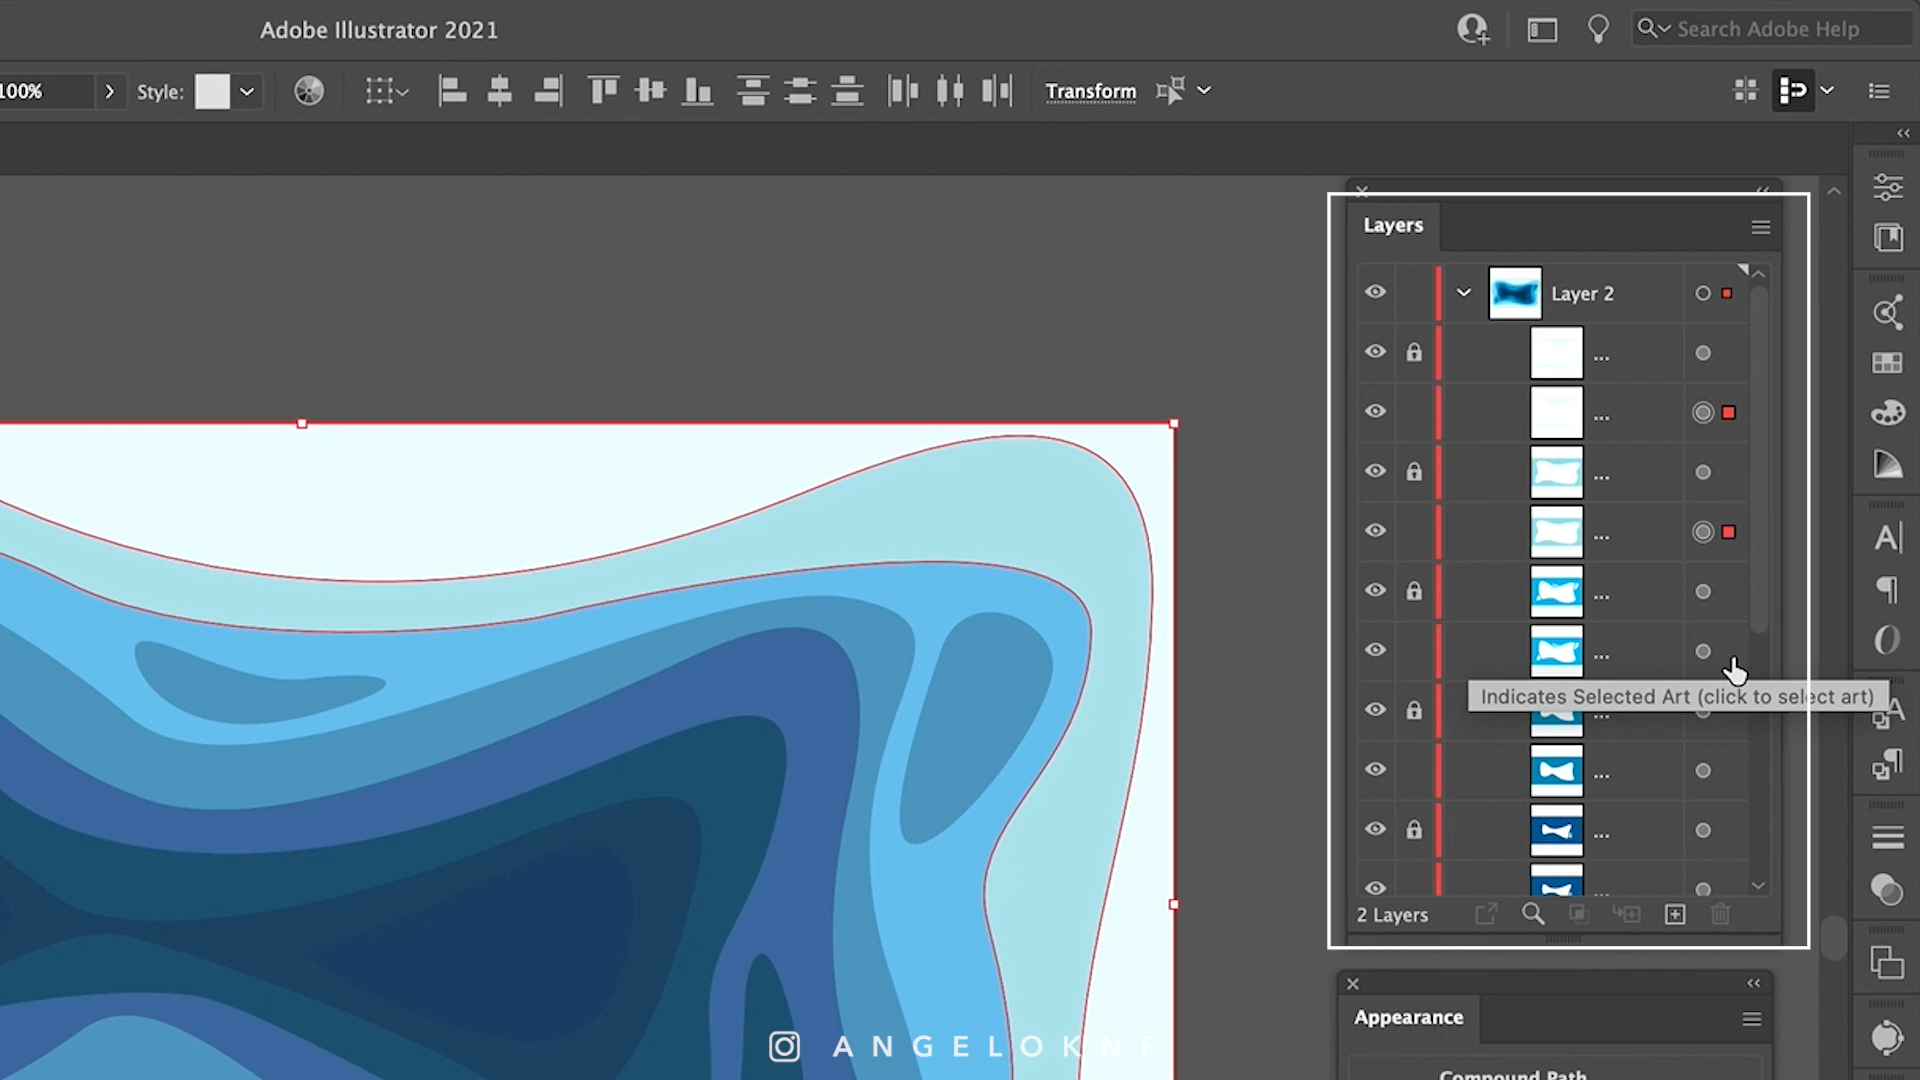 Adobe Illustrator 2021
Search Adobe Help
100%
Style:
Transform
Layers
Layer 2
...
...
...
...
...
...
Indicates Selected Art (click to select art)
...
...
...
2 Layers
Appearance
Compound Path
ANGELOKNF